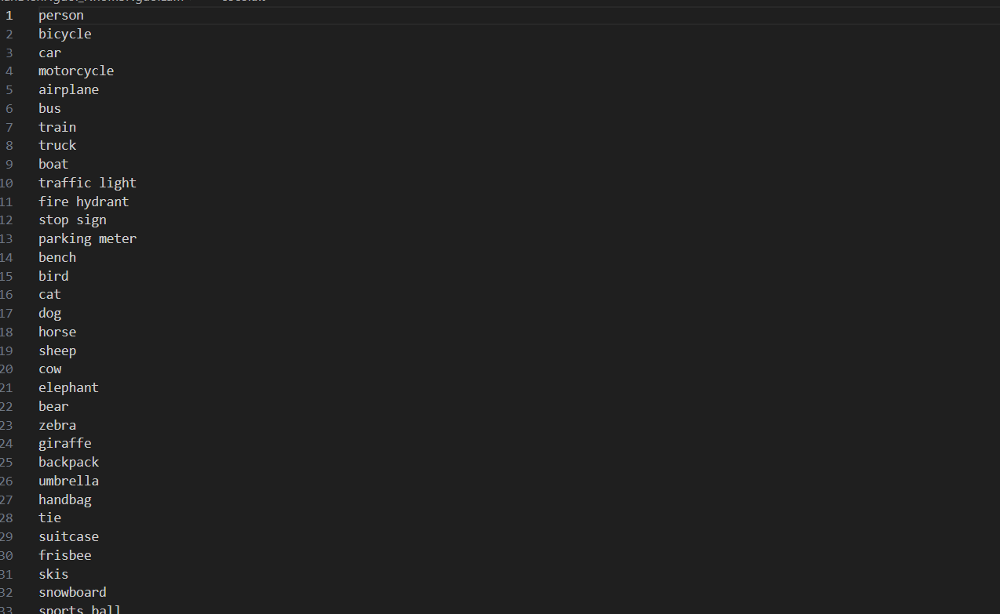 1 person
2 bicycle
3 car
4 motorcycle
5 airplane
6 bus
7 train
8 truck
9 boat
10 traffic light
11 fire hydrant
12 stop sign
13 parking meter
14 bench
15 bird
16 cat
17 dog
18 horse
19 sheep
20 cow
21 elephant
22 bear
23 zebra
24 giraffe
25 backpack
26 umbrella
27 handbag
28 tie
29 suitcase
30 frisbee
31 skis
32 snowboard
33 sports ball